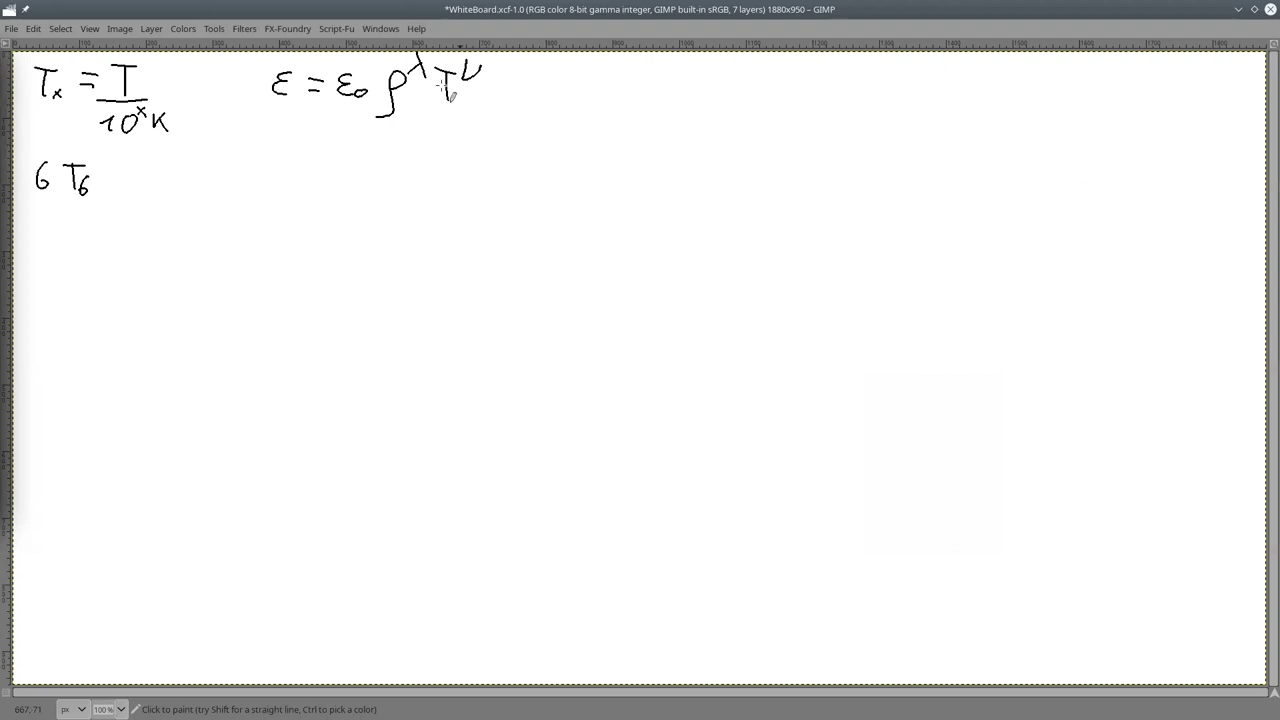 *WhiteBoard.xcf-1.0 (RGB color 8-bit gamma integer, GIMP built-in sRGB, 7 layers) 1880x950 – GIMP
File Edit Select View Image Layer Colors Tools Filters FX-Foundry Script-Fu Windows Help
Tₓ = T / 10ˣ K ε = ε₀ ρ^λ T^ν
6 T₆
667, 71 px 100 % Click to paint (try Shift for a straight line, Ctrl to pick a color)